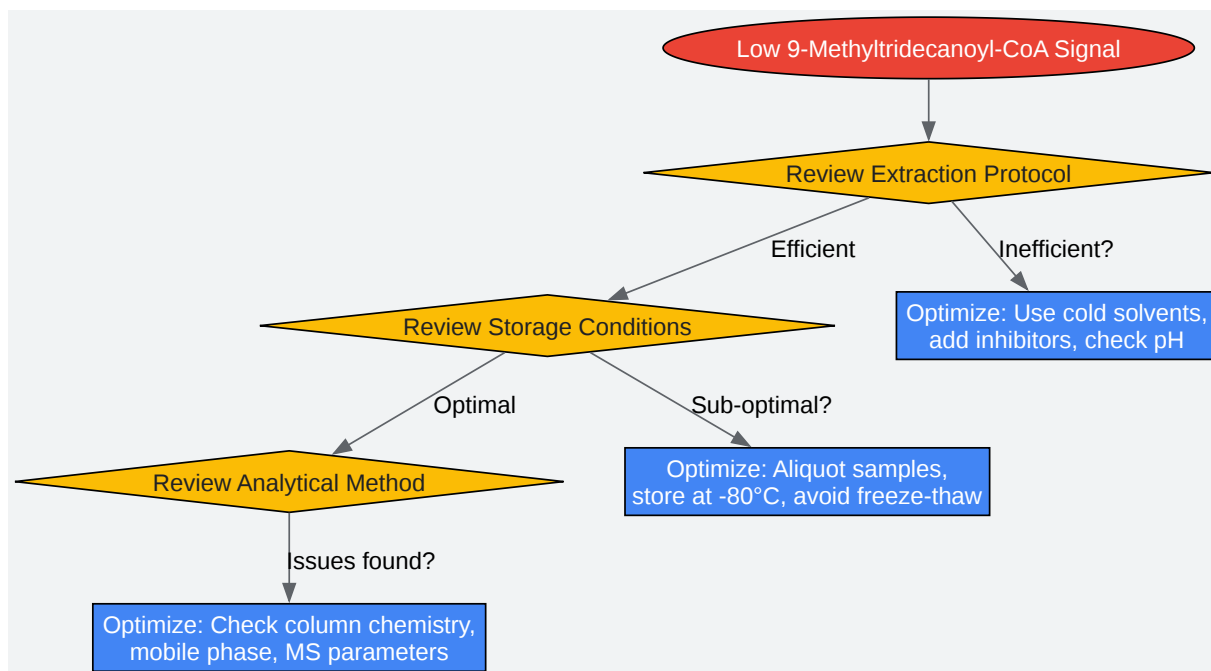 Low 9-Methyltridecanoyl-CoA Signal
Review Extraction Protocol
Efficient
Inefficient?
Review Storage Conditions
Optimize: Use cold solvents,
add inhibitors, check pH
Optimal
Sub-optimal?
Review Analytical Method
Optimize: Aliquot samples,
store at -80°C, avoid freeze-thaw
Issues found?
Optimize: Check column chemistry,
mobile phase, MS parameters